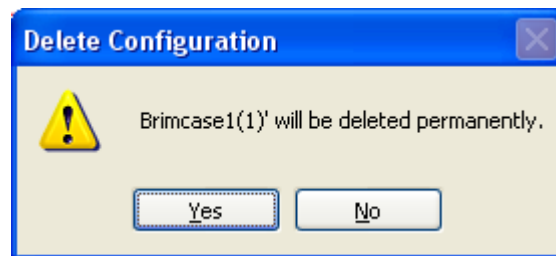 Delete Configuration
Brimcase1(1)' will be deleted permanently.
Yes
No